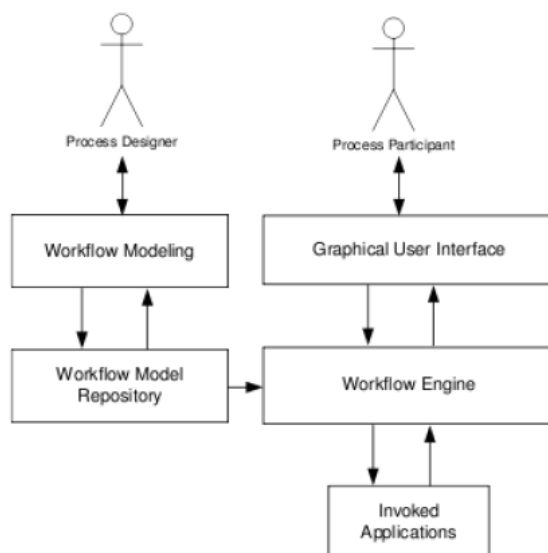 Process Designer
Process Participant
Workflow Modeling
Graphical User Interface
Workflow Model
Repository
Workflow Engine
Invoked
Applications